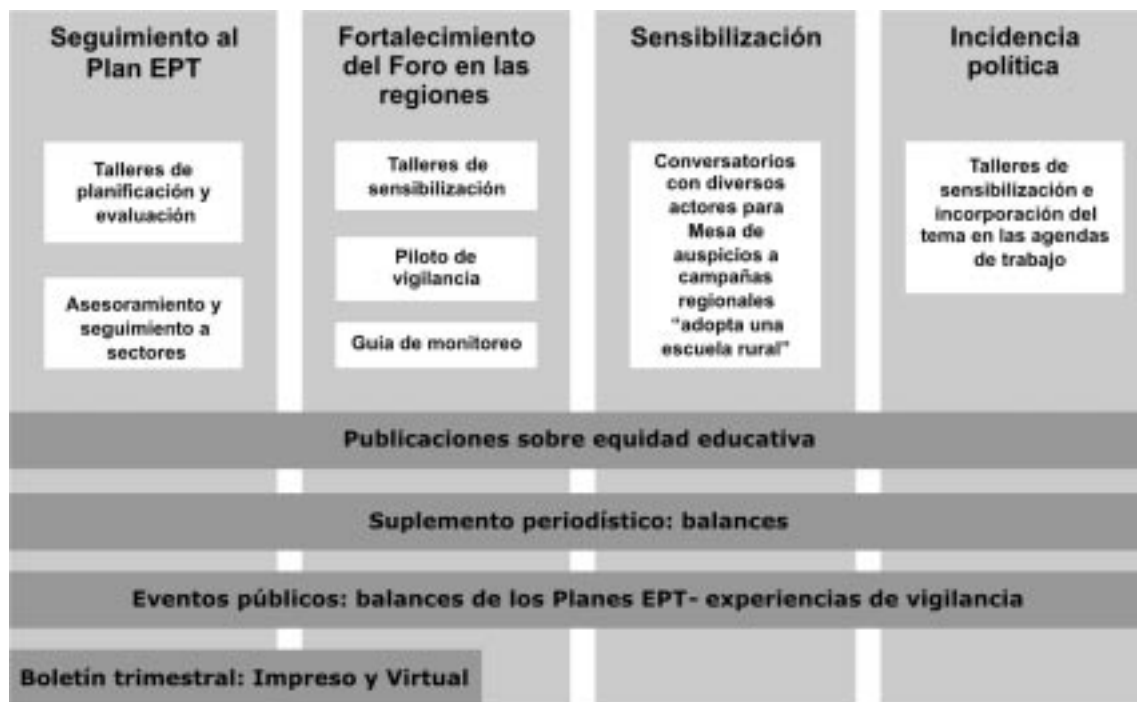 Seguimiento al
Plan EPT
Talleres de
planificación y
evaluación
Asesoramiento y
seguimiento a
sectores
Fortalecimiento
del Foro en las
regiones
Talleres de
sensibilización
Piloto de
vigilancia
Guia de monitoreo
Sensibilización
Conversatorios
con diversos
actores para
Mesa de
auspicios a
campañas
regionales
“adopta una
escuela rural”
Incidencia
política
Talleres de
sensibilización e
incorporación del
tema en las agendas
de trabajo
Publicaciones sobre equidad educativa
Suplemento periodístico: balances
Eventos públicos: balances de los Planes EPT- experiencias de vigilancia
Boletín trimestral: Impreso y Virtual